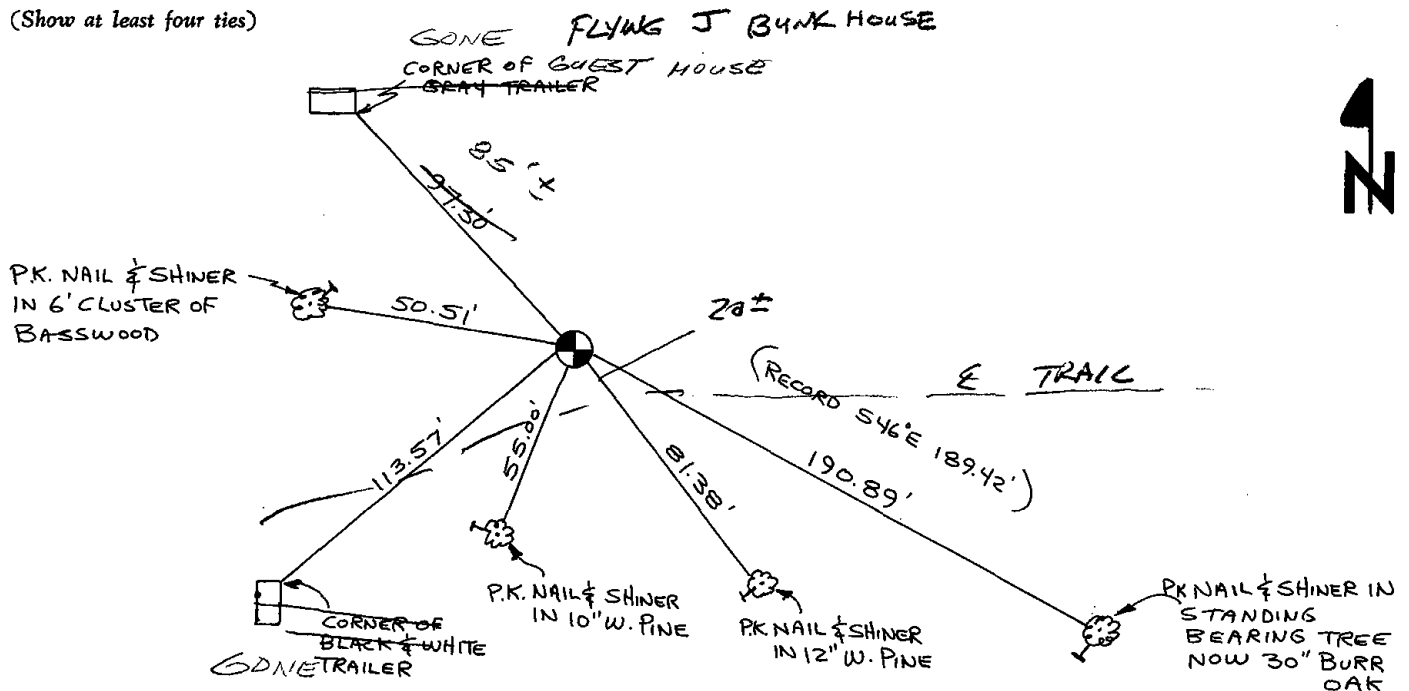 (Show at least four ties)
GONE FLYING J BUNK HOUSE
CORNER OF GUEST HOUSE
GRAY TRAILER
85'±
97.30'
N
P.K. NAIL & SHINER
IN 6' CLUSTER OF
BASSWOOD
50.51'
20±
℄ TRAIL
(RECORD S46°E 189.42')
113.57'
55.00'
81.38'
190.89'
P.K. NAIL & SHINER
IN 10" W. PINE
P.K NAIL & SHINER
IN 12" W. PINE
PK NAIL & SHINER IN
STANDING
BEARING TREE
NOW 30" BURR
OAK
CORNER OF
BLACK & WHITE
GONE TRAILER